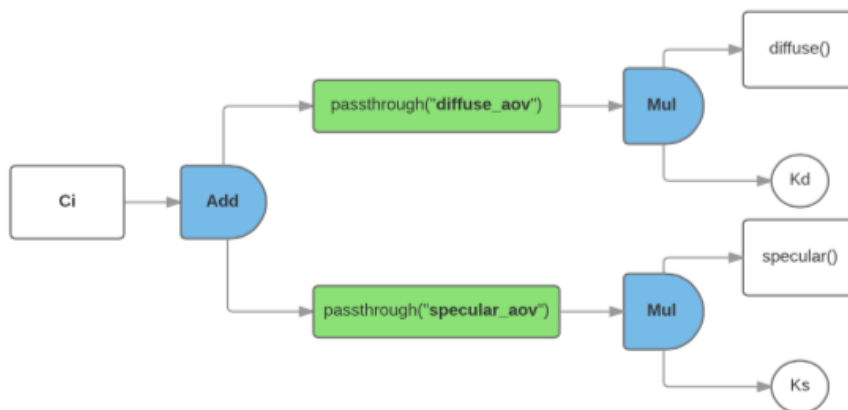 diffuse()
passthrough("diffuse_aov")
Mul
Kd
Ci
Add
specular()
passthrough("specular_aov")
Mul
Ks